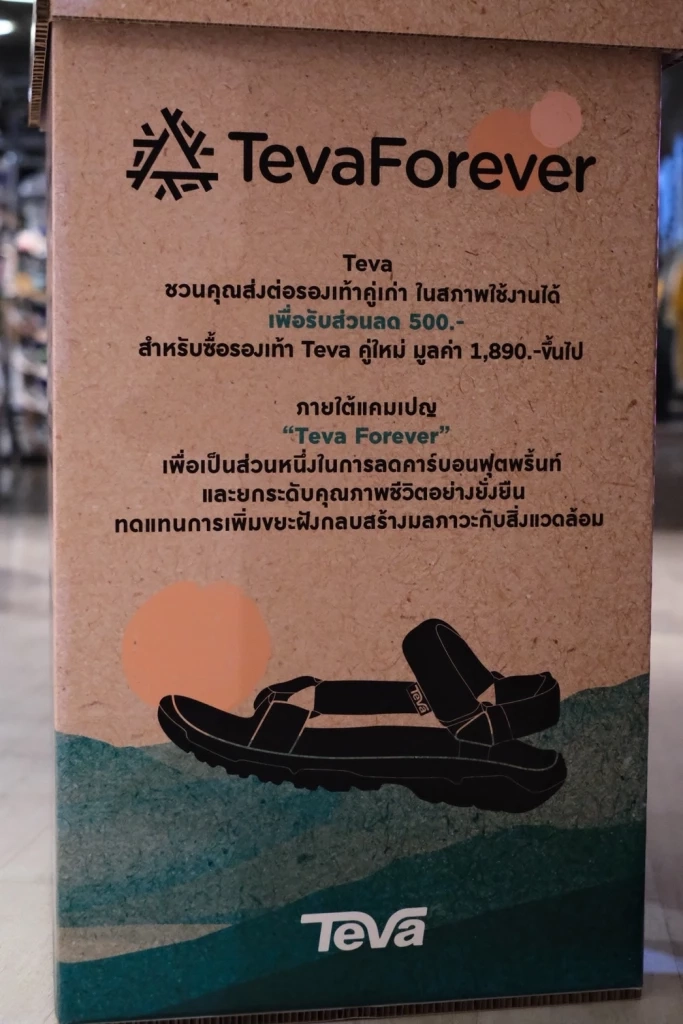 TevaForever
Teva
ชวนคุณส่งต่อรองเท้าคู่เก่า ในสภาพใช้งานได้
เพื่อรับส่วนลด 500.-
สำหรับซื้อรองเท้า Teva คู่ใหม่ มูลค่า 1,890.-ขึ้นไป
ภายใต้แคมเปญ
“Teva Forever”
เพื่อเป็นส่วนหนึ่งในการลดคาร์บอนฟุตพริ้นท์
และยกระดับคุณภาพชีวิตอย่างยั่งยืน
ทดแทนการเพิ่มขยะฝังกลบสร้างมลภาวะกับสิ่งแวดล้อม
Teva
Teva